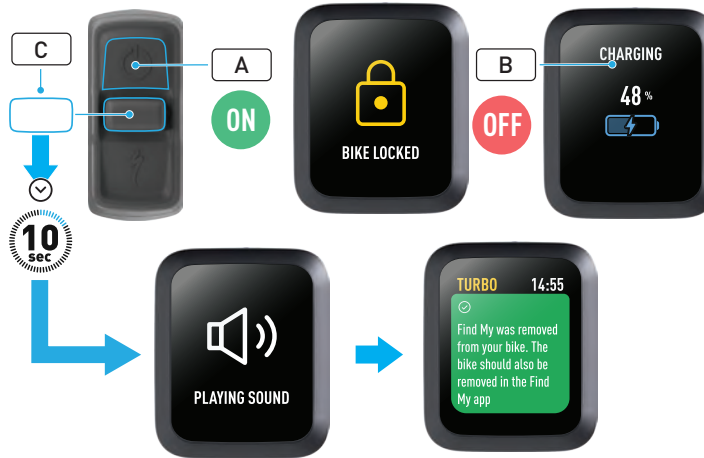 C
A
ON
BIKE LOCKED
B
OFF
CHARGING
48 %
10
sec
PLAYING SOUND
TURBO 14:55
Find My was removed
from your bike. The
bike should also be
removed in the Find
My app